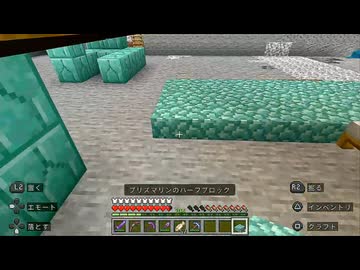 プリズマリンのハーフブロック
L2 置く
R2 掘る
エモート
インベントリ
落とす
クラフト